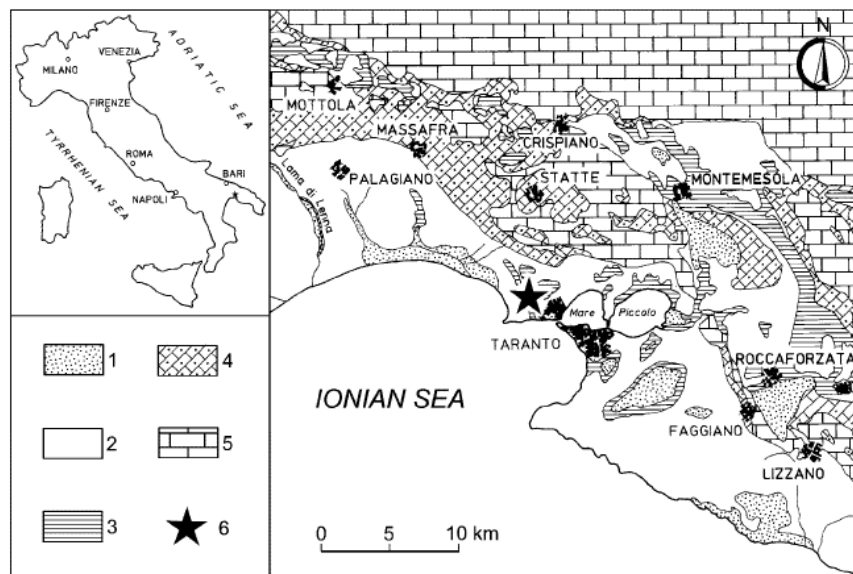 MILANO
VENEZIA
ADRIATIC SEA
FIRENZE
TYRRHENIAN SEA
ROMA
BARI
NAPOLI
1
4
2
5
3
6
N
MOTTOLA
MASSAFRA
CRISPIANO
PALAGIANO
STATTE
MONTEMESOLA
Lama di Lenna
Mare Piccolo
TARANTO
ROCCAFORZATA
IONIAN SEA
FAGGIANO
LIZZANO
0 5 10 km